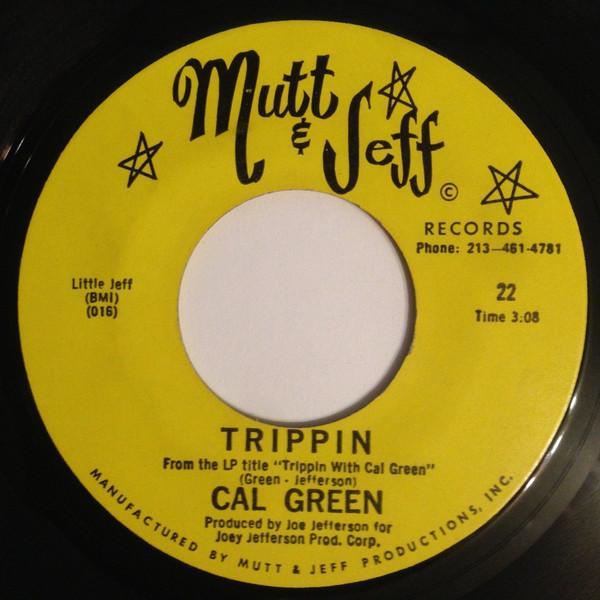 Mutt
&
Jeff ©
RECORDS
Phone: 213-461-4781
Little Jeff
(BMI)
(016)
22
Time 3:08
TRIPPIN
From the LP title "Trippin With Cal Green"
(Green - Jefferson)
CAL GREEN
Produced by Joe Jefferson for
Joey Jefferson Prod. Corp.
MANUFACTURED BY MUTT & JEFF PRODUCTIONS, INC.